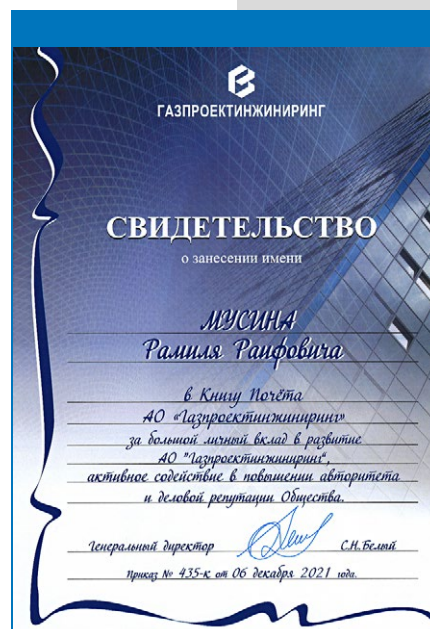 ГАЗПРОЕКТИНЖИНИРИНГ
СВИДЕТЕЛЬСТВО
о занесении имени
МУСИНА
Рамиля Раифовича
в Книгу Почёта
АО «Газпроектинжиниринг»
за большой личный вклад в развитие
АО "Газпроектинжиниринг",
активное содействие в повышении авторитета
и деловой репутации Общества.
Генеральный директор С.Н.Белый
Приказ № 435-к от 06 декабря 2021 года.